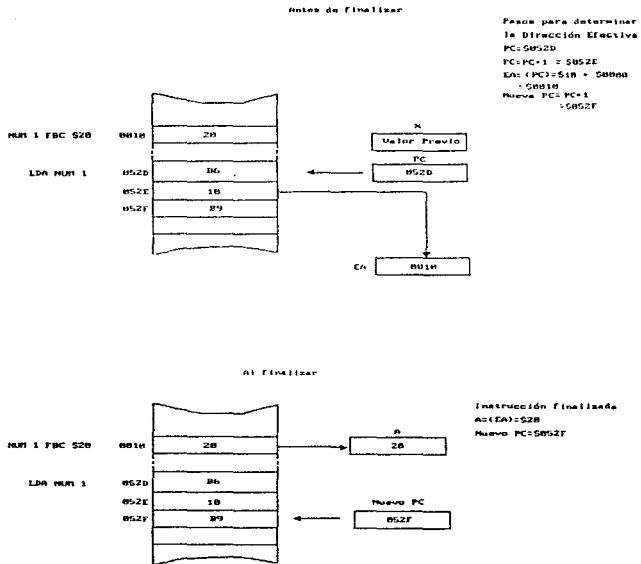 Antes de Finalizar
Pasos para determinar
la Dirección Efectiva
PC=$052D
PC=PC+1 = $052E
EA=(PC)=$10 + $0000
=$0010
Nuevo PC=PC+1
=$052F
NUM 1 FBC $20 0010 20
X
Valor Previo
PC
LDA NUM 1 052D B6 052D
052E 10
052F B9
EA 0010
Al Finalizar
Instrucción Finalizada
A=(EA)=$20
Nuevo PC=$052F
A
NUM 1 FBC $20 0010 20 20
LDA NUM 1 052D B6
052E 10 Nuevo PC
052F B9 052F